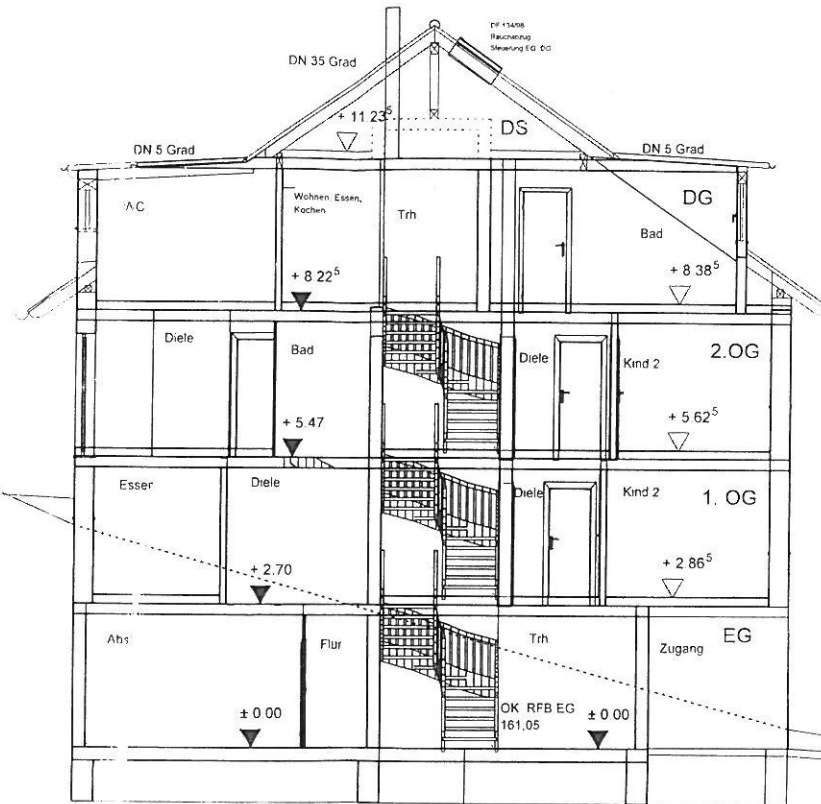 DF 134/98
Rauchabzug
Steuerung EG DG
DN 35 Grad
+ 11 23⁵
DS
DN 5 Grad
DN 5 Grad
Wohnen, Essen,
Kochen
Trh
DG
Bad
+ 8 22⁵
+ 8 38⁵
Diele
Bad
Diele
Kind 2
2.OG
+ 5.47
+ 5.62⁵
Diele
Diele
Kind 2
1. OG
+ 2.70
+ 2.86⁵
Abs
Flur
Trh
Zugang
EG
± 0 00
OK RFB EG
161,05
± 0 00